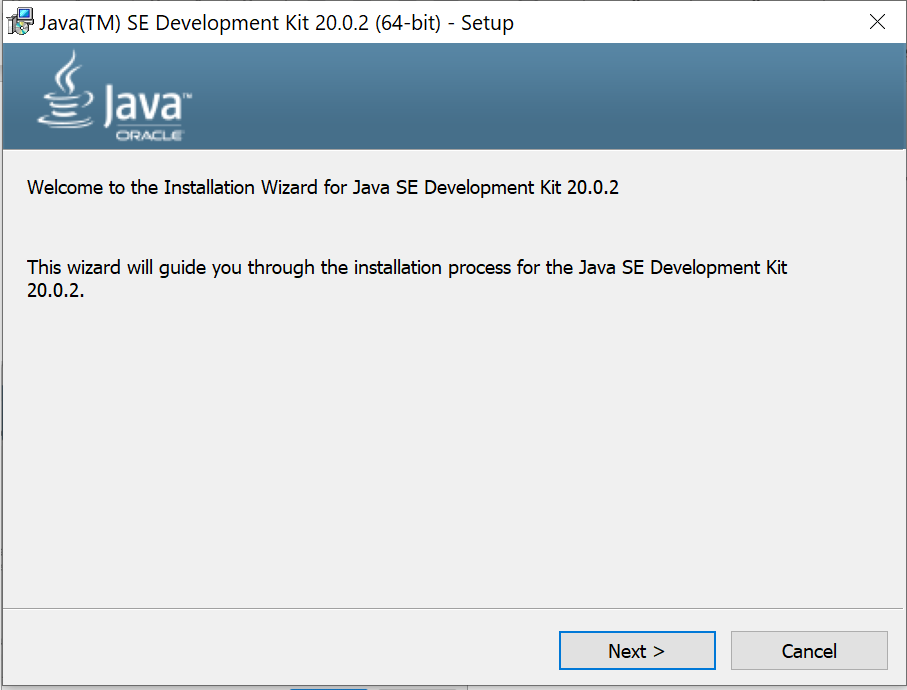 Java(TM) SE Development Kit 20.0.2 (64-bit) - Setup
Java™
ORACLE
Welcome to the Installation Wizard for Java SE Development Kit 20.0.2
This wizard will guide you through the installation process for the Java SE Development Kit
20.0.2.
Next >
Cancel